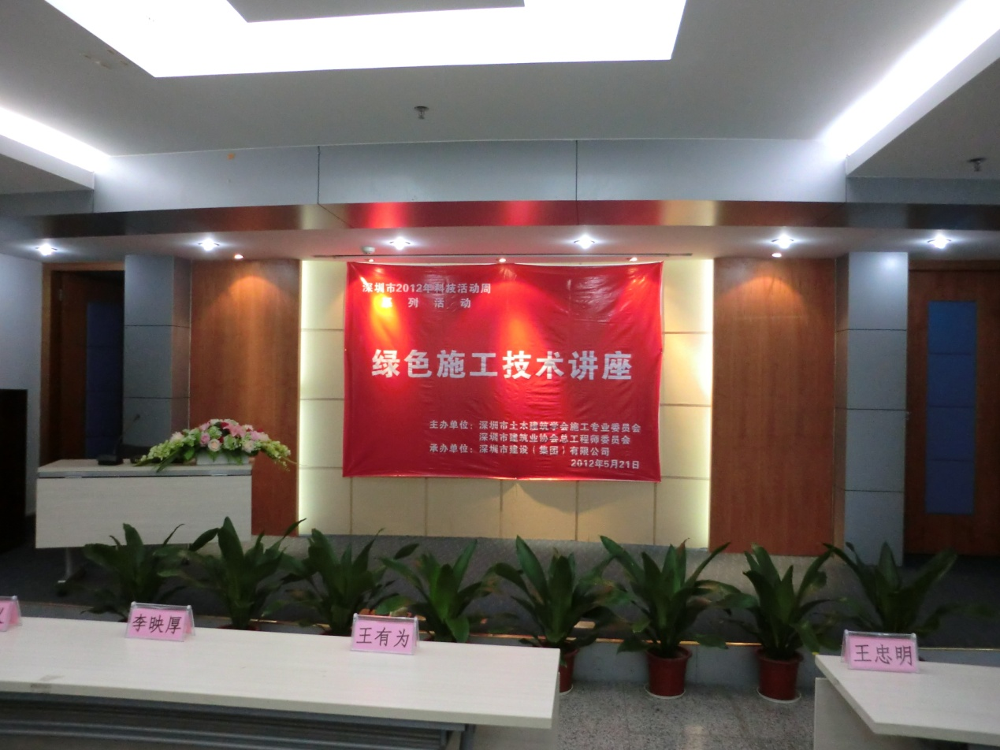 深圳市2012年科技活动周
系列活动
绿色施工技术讲座
主办单位：深圳市土木建筑学会施工专业委员会
深圳市建筑业协会总工程师委员会
承办单位：深圳市建设（集团）有限公司
2012年5月21日
李映厚
王有为
王忠明